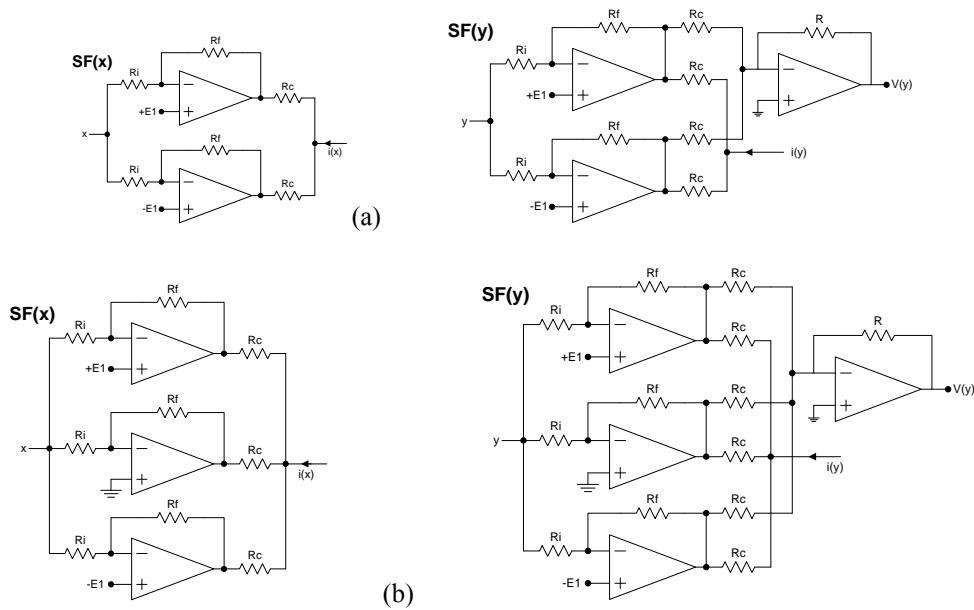 SF(x)
Rf
Ri
+E1
Rc
x
i(x)
Rf
Ri
-E1
Rc
(a)
SF(y)
Rf
Rc
R
Ri
+E1
Rc
V(y)
y
Rf
Rc
i(y)
Ri
-E1
Rc
(b)
SF(x)
Rf
Ri
+E1
Rc
Rf
x
Ri
Rc
i(x)
Rf
Ri
-E1
Rc
SF(y)
Rf
Rc
Ri
+E1
Rc
R
V(y)
Rf
Rc
y
Ri
Rc
i(y)
Rf
Rc
Ri
-E1
Rc